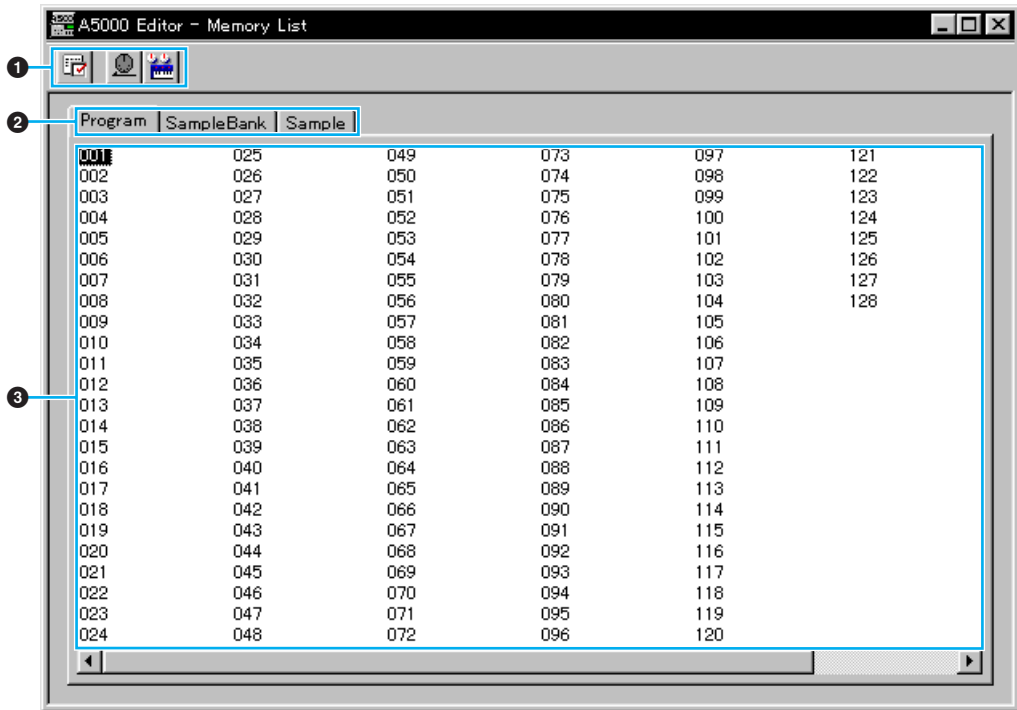 A5000 Editor - Memory List
❶
❷
Program SampleBank Sample
001 025 049 073 097 121
002 026 050 074 098 122
003 027 051 075 099 123
004 028 052 076 100 124
005 029 053 077 101 125
006 030 054 078 102 126
007 031 055 079 103 127
008 032 056 080 104 128
009 033 057 081 105
010 034 058 082 106
011 035 059 083 107
012 036 060 084 108
❸
013 037 061 085 109
014 038 062 086 110
015 039 063 087 111
016 040 064 088 112
017 041 065 089 113
018 042 066 090 114
019 043 067 091 115
020 044 068 092 116
021 045 069 093 117
022 046 070 094 118
023 047 071 095 119
024 048 072 096 120